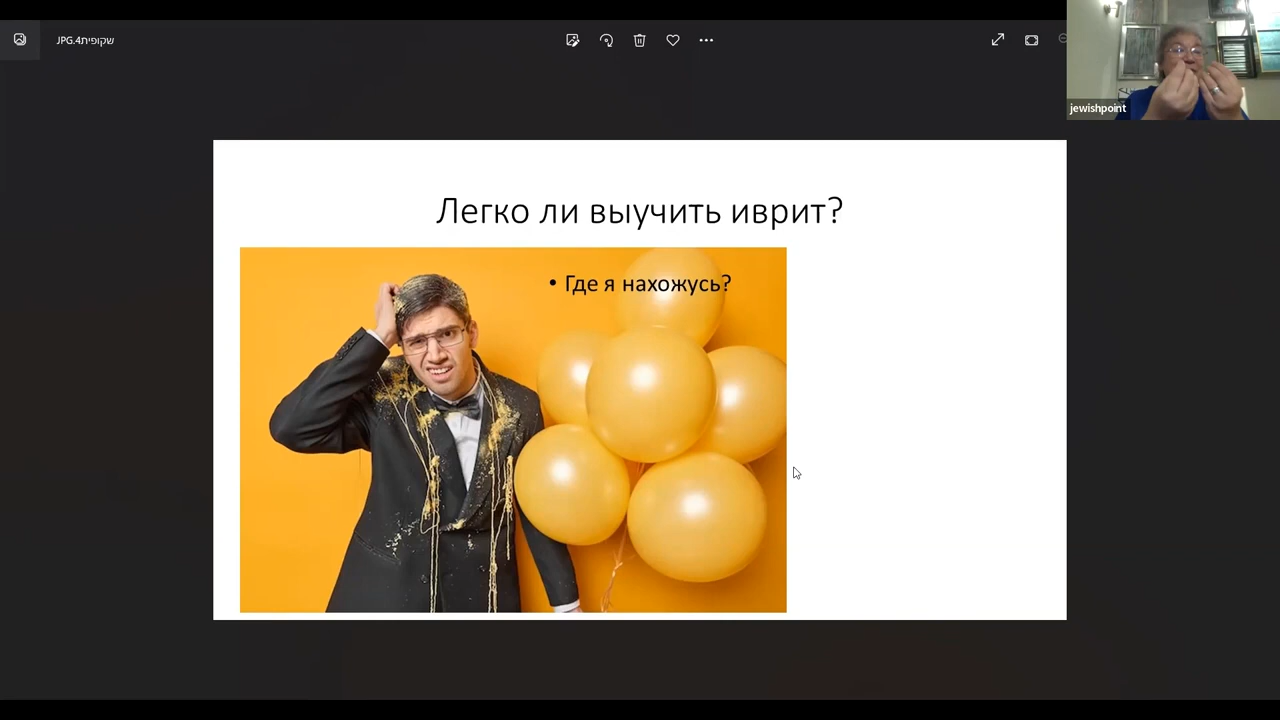 שקופית4.JPG
jewishpoint
Легко ли выучить иврит?
• Где я нахожусь?